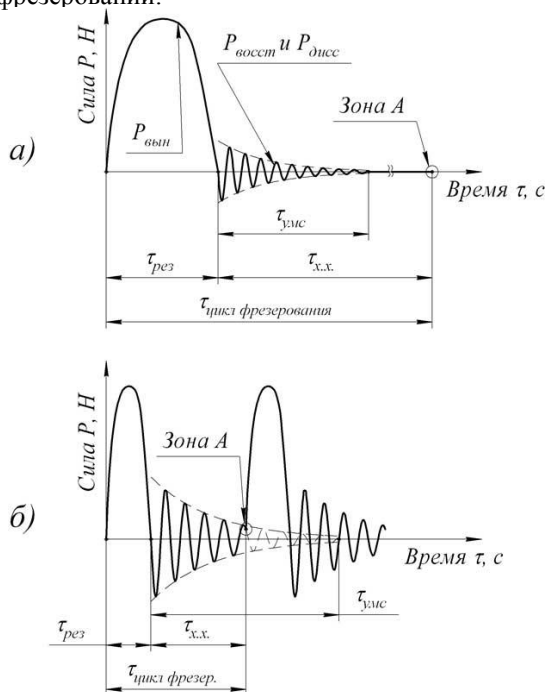 фрезеровании.
Сила P, Н
P_вын
P_восст и P_дисс
Зона А
а)
Время τ, с
τ_умс
τ_рез
τ_х.х.
τ_цикл фрезерования
Сила P, Н
Зона А
б)
Время τ, с
τ_умс
τ_рез
τ_х.х.
τ_цикл фрезер.